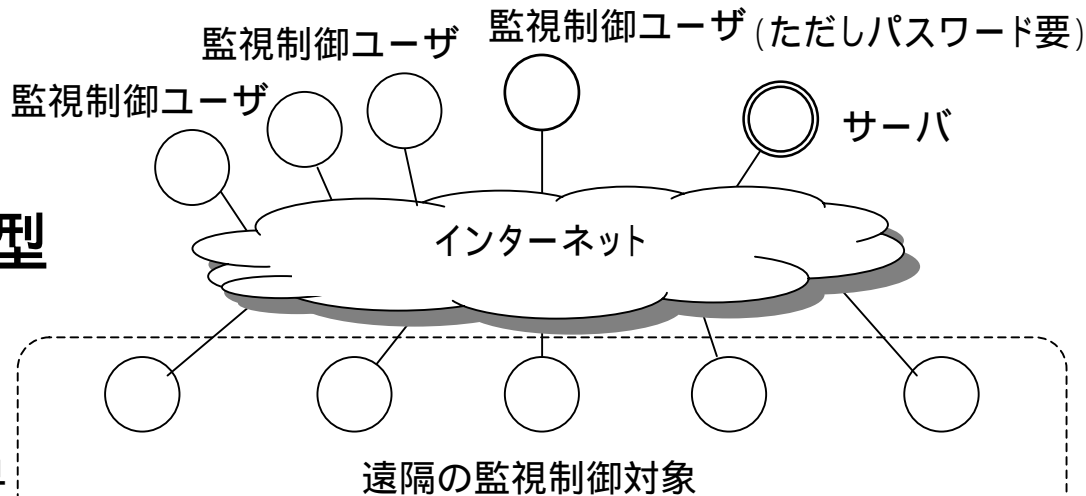 監視制御ユーザ (ただしパスワード要)
監視制御ユーザ
監視制御ユーザ
サーバ
型
インターネット
遠隔の監視制御対象